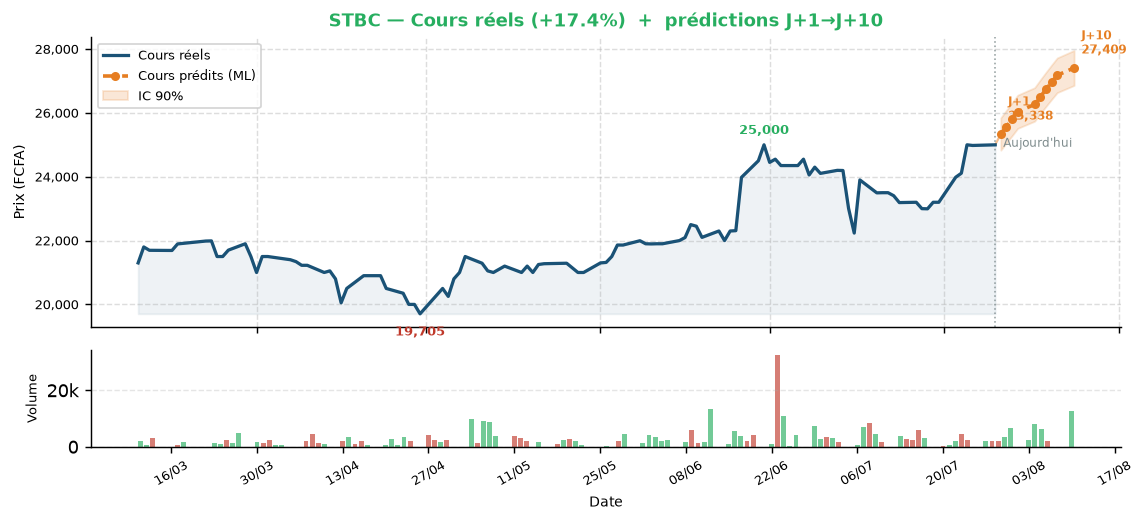 STBC — Cours réels (+17.4%)  +  prédictions J+1→J+10
Cours réels
Cours prédits (ML)
IC 90%
J+10
27,409
J+1
25,338
Aujourd'hui
25,000
19,705
Prix (FCFA)
28,000
26,000
24,000
22,000
20,000
Volume
20k
0
16/03
30/03
13/04
27/04
11/05
25/05
08/06
22/06
06/07
20/07
03/08
17/08
Date